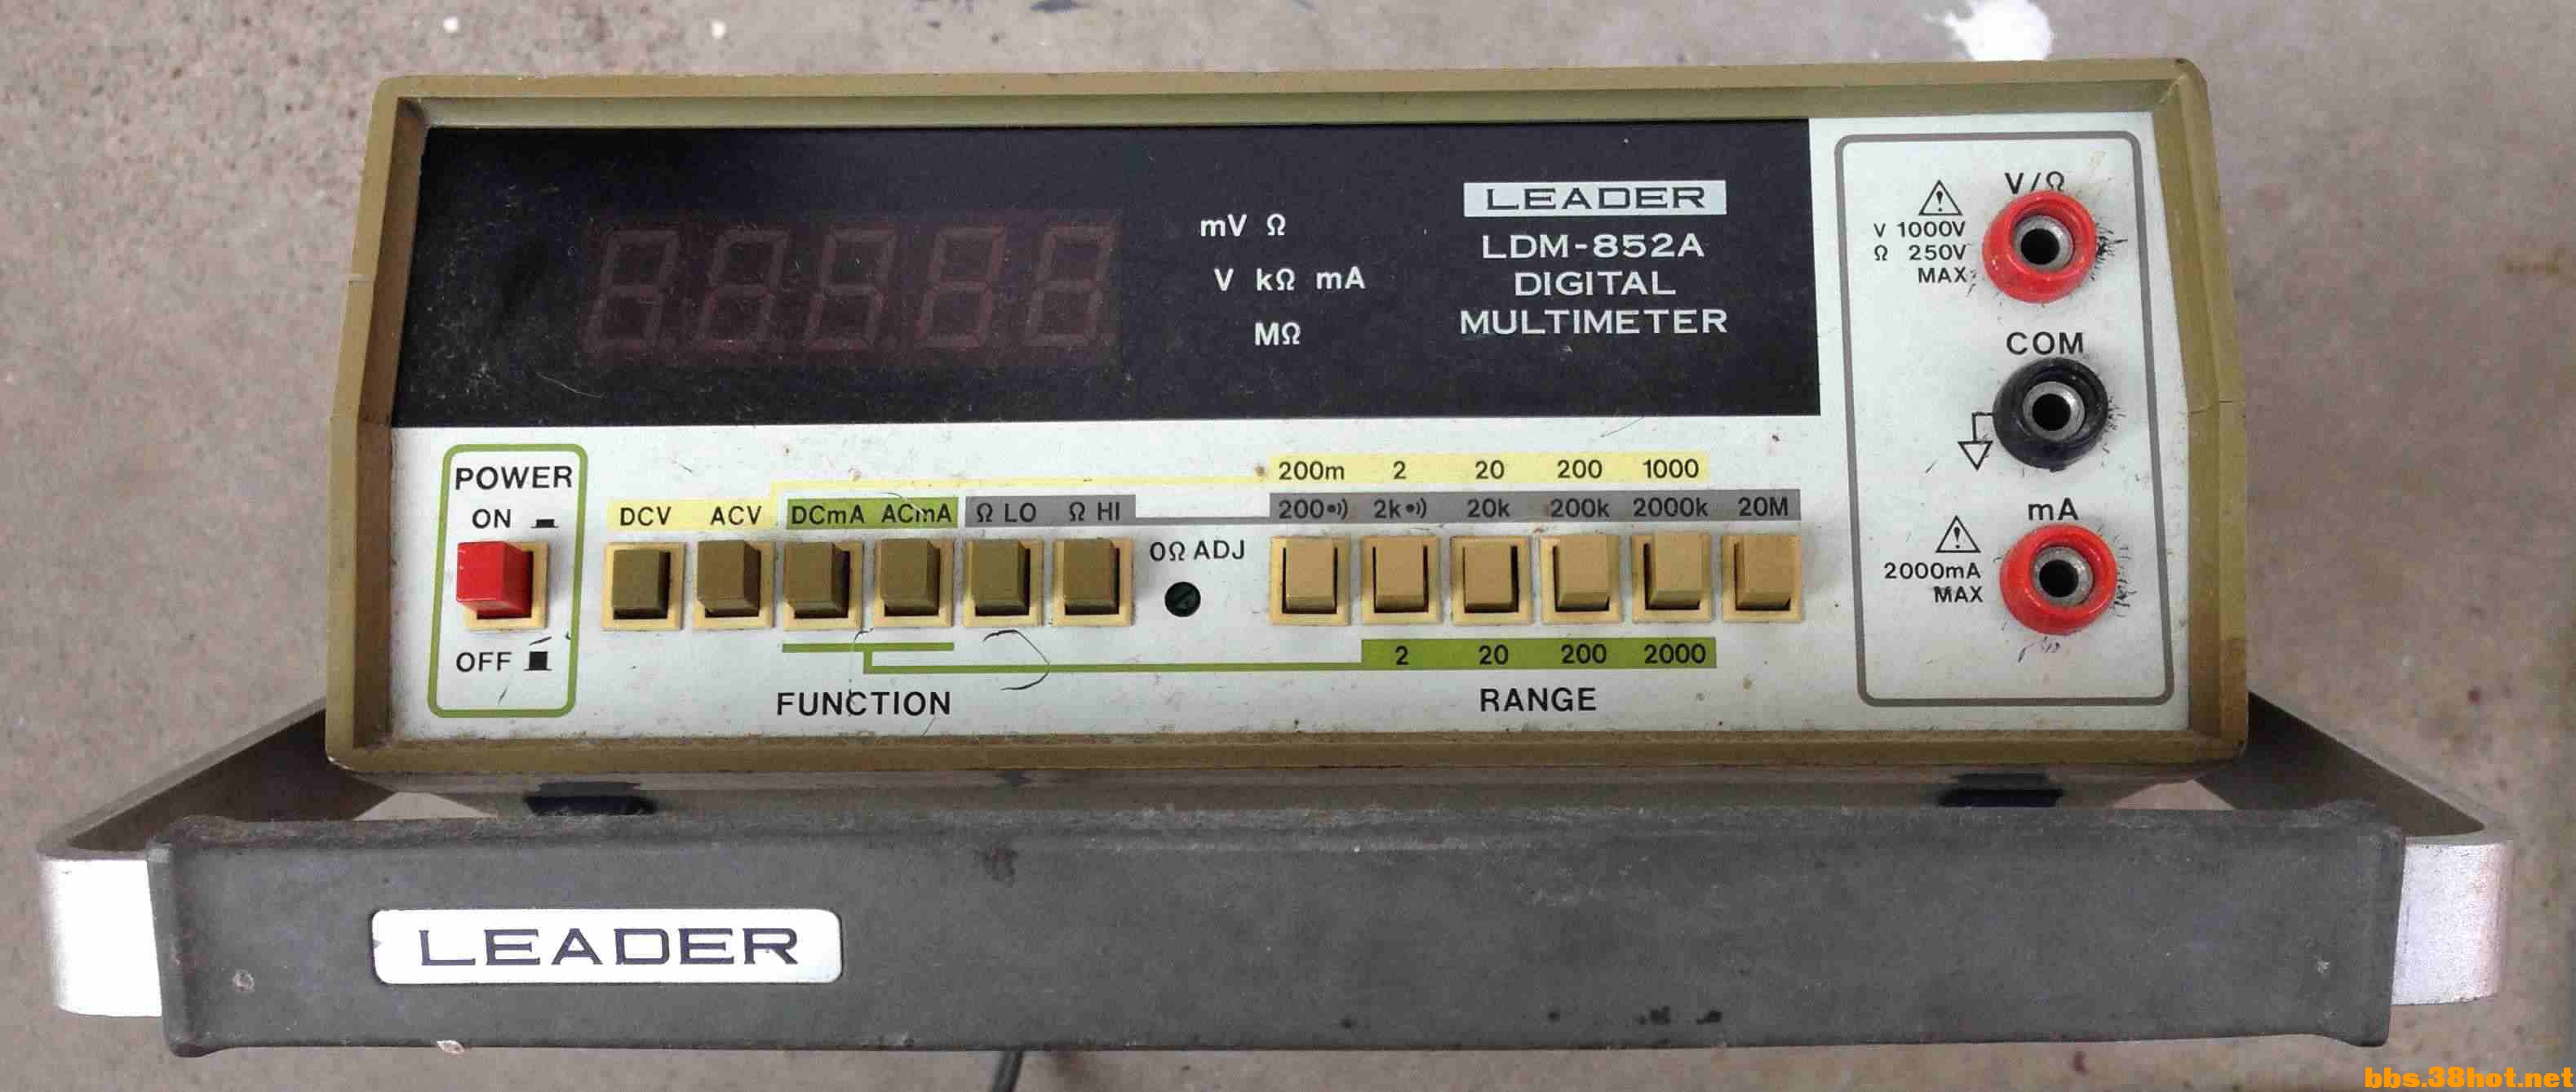 LEADER
LDM-852A
DIGITAL
MULTIMETER
mV Ω
V kΩ mA
MΩ
V/Ω
V 1000V
Ω 250V
MAX
COM
mA
2000mA
MAX
POWER
ON
OFF
200m 2 20 200 1000
DCV ACV DCmA ACmA Ω LO Ω HI
200•)) 2k•)) 20k 200k 2000k 20M
0Ω ADJ
2 20 200 2000
FUNCTION
RANGE
LEADER
bbs.38hot.net